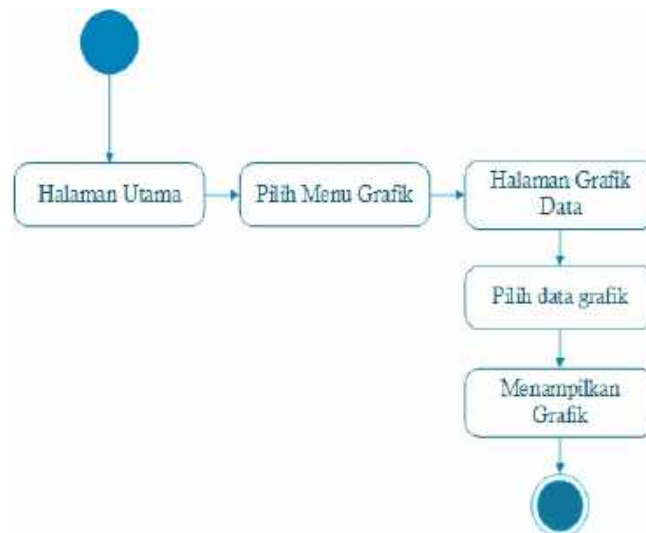 Halaman Utama
Pilih Menu Grafik
Halaman Grafik
Data
Pilih data grafik
Menampilkan
Grafik